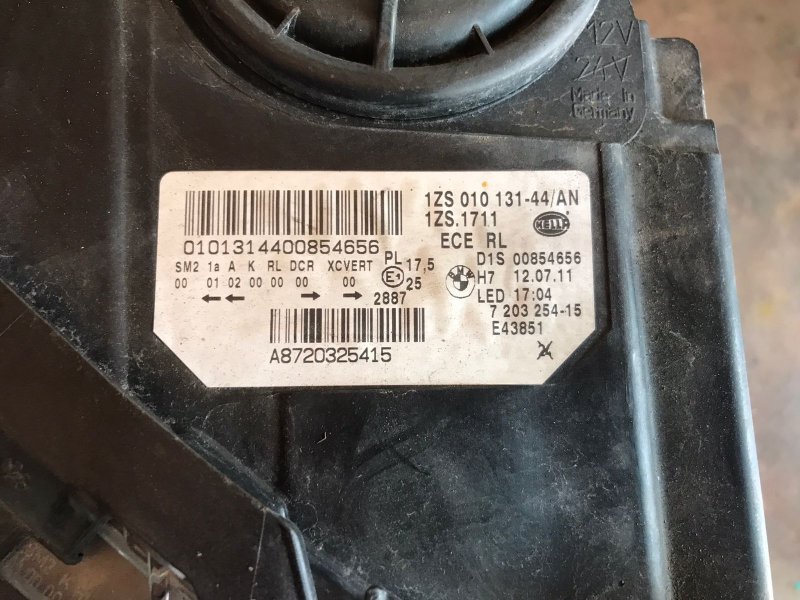 12V
24V
Made in
Germany
1ZS 010 131-44/AN
1ZS.1711
HELLA
0101314400854656
ECE RL
SM2 1a A K RL DCR XCVERT PL 17,5
D1S 00854656
00 01 02 00 00 00 00 E1 25
H7 12.07.11
2887
LED 17:04
7 203 254-15
E43851
A8720325415